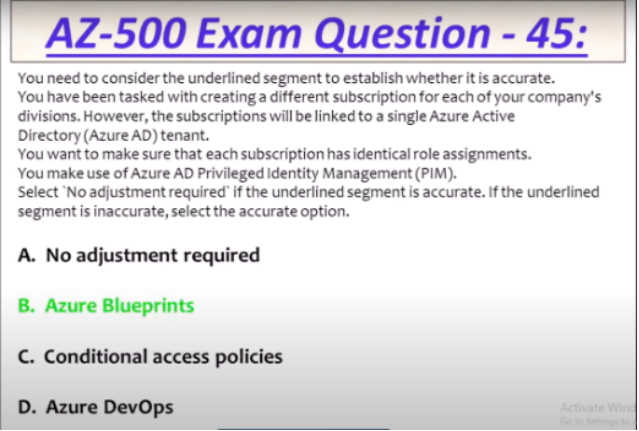 AZ-500 Exam Question - 45:
You need to consider the underlined segment to establish whether it is accurate.
You have been tasked with creating a different subscription for each of your company's
divisions. However, the subscriptions will be linked to a single Azure Active
Directory (Azure AD) tenant.
You want to make sure that each subscription has identical role assignments.
You make use of Azure AD Privileged Identity Management (PIM).
Select `No adjustment required` if the underlined segment is accurate. If the underlined
segment is inaccurate, select the accurate option.
A. No adjustment required
B. Azure Blueprints
C. Conditional access policies
D. Azure DevOps
Activate Wind
Go to Settings to